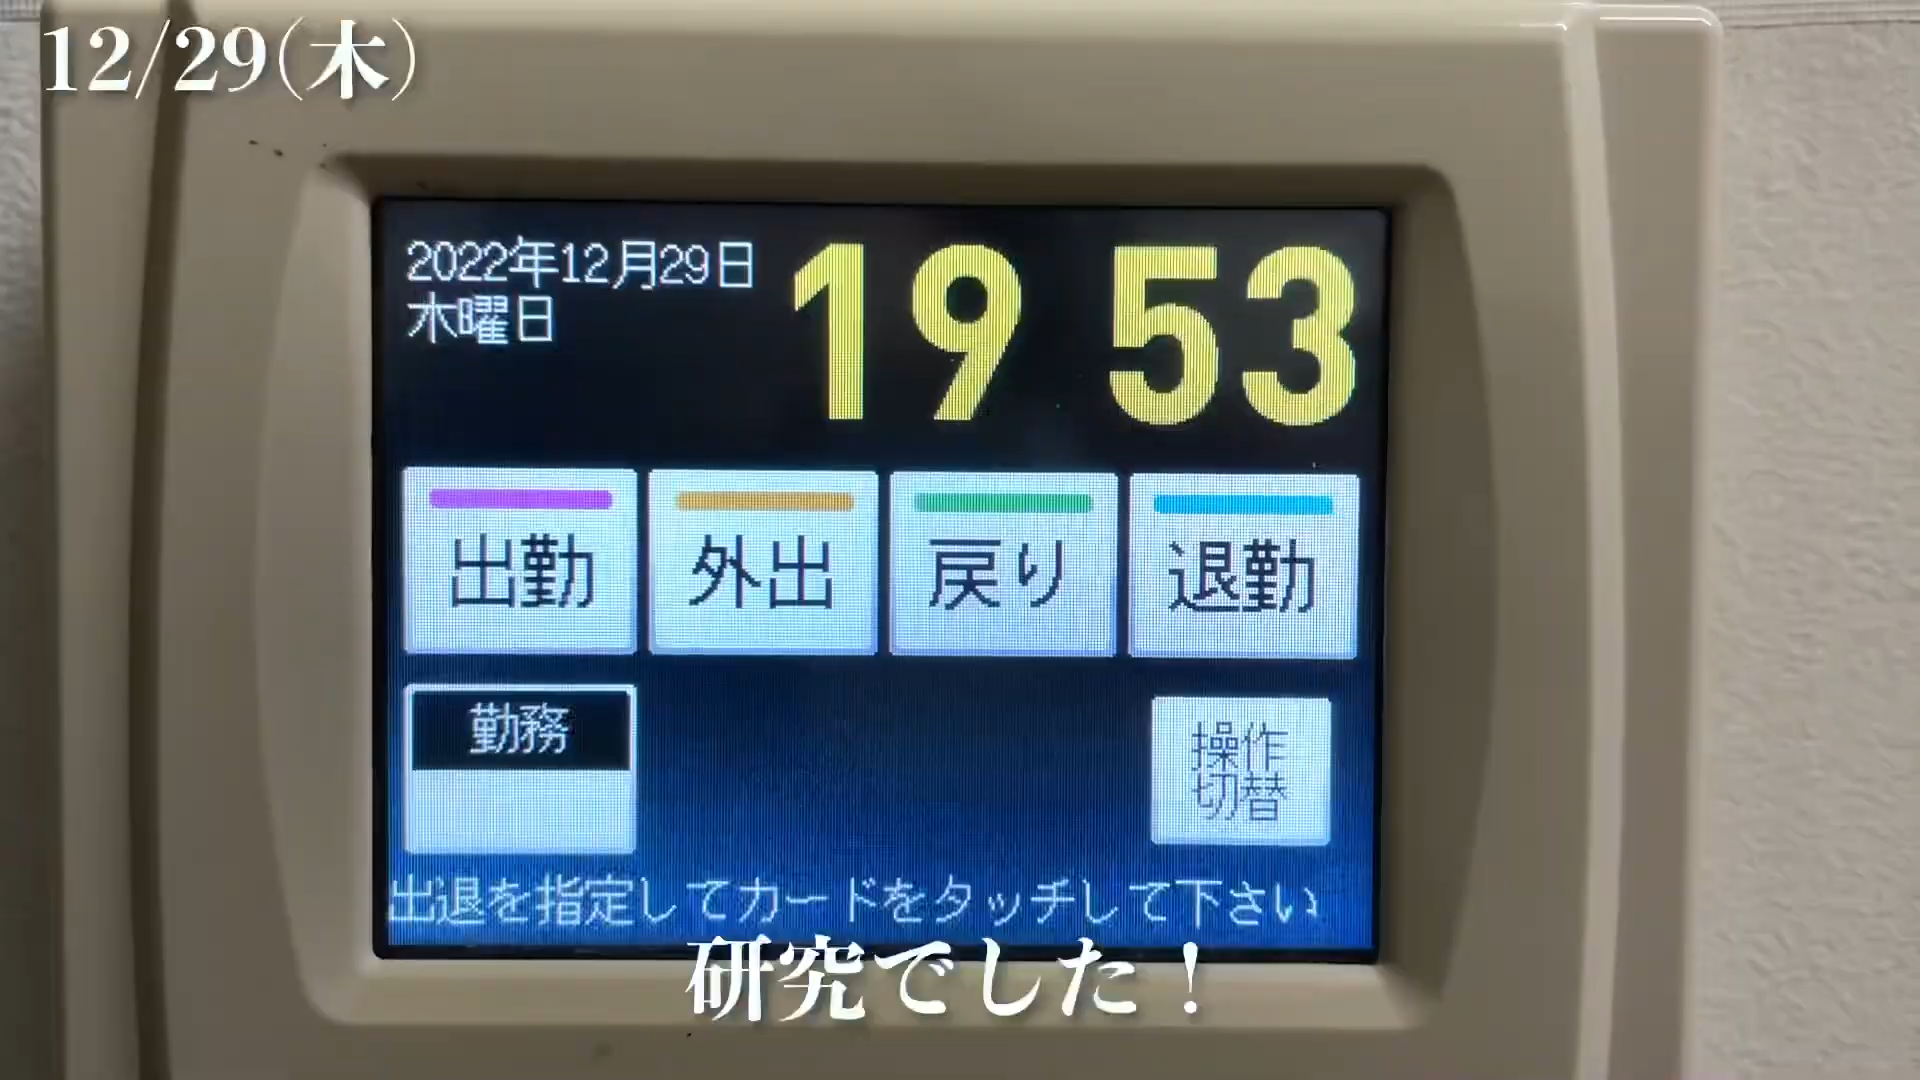 12/29(木)
2022年12月29日
木曜日
19 53
出勤
外出
戻り
退勤
勤務
操作
切替
出退を指定してカードをタッチして下さい
研究でした！